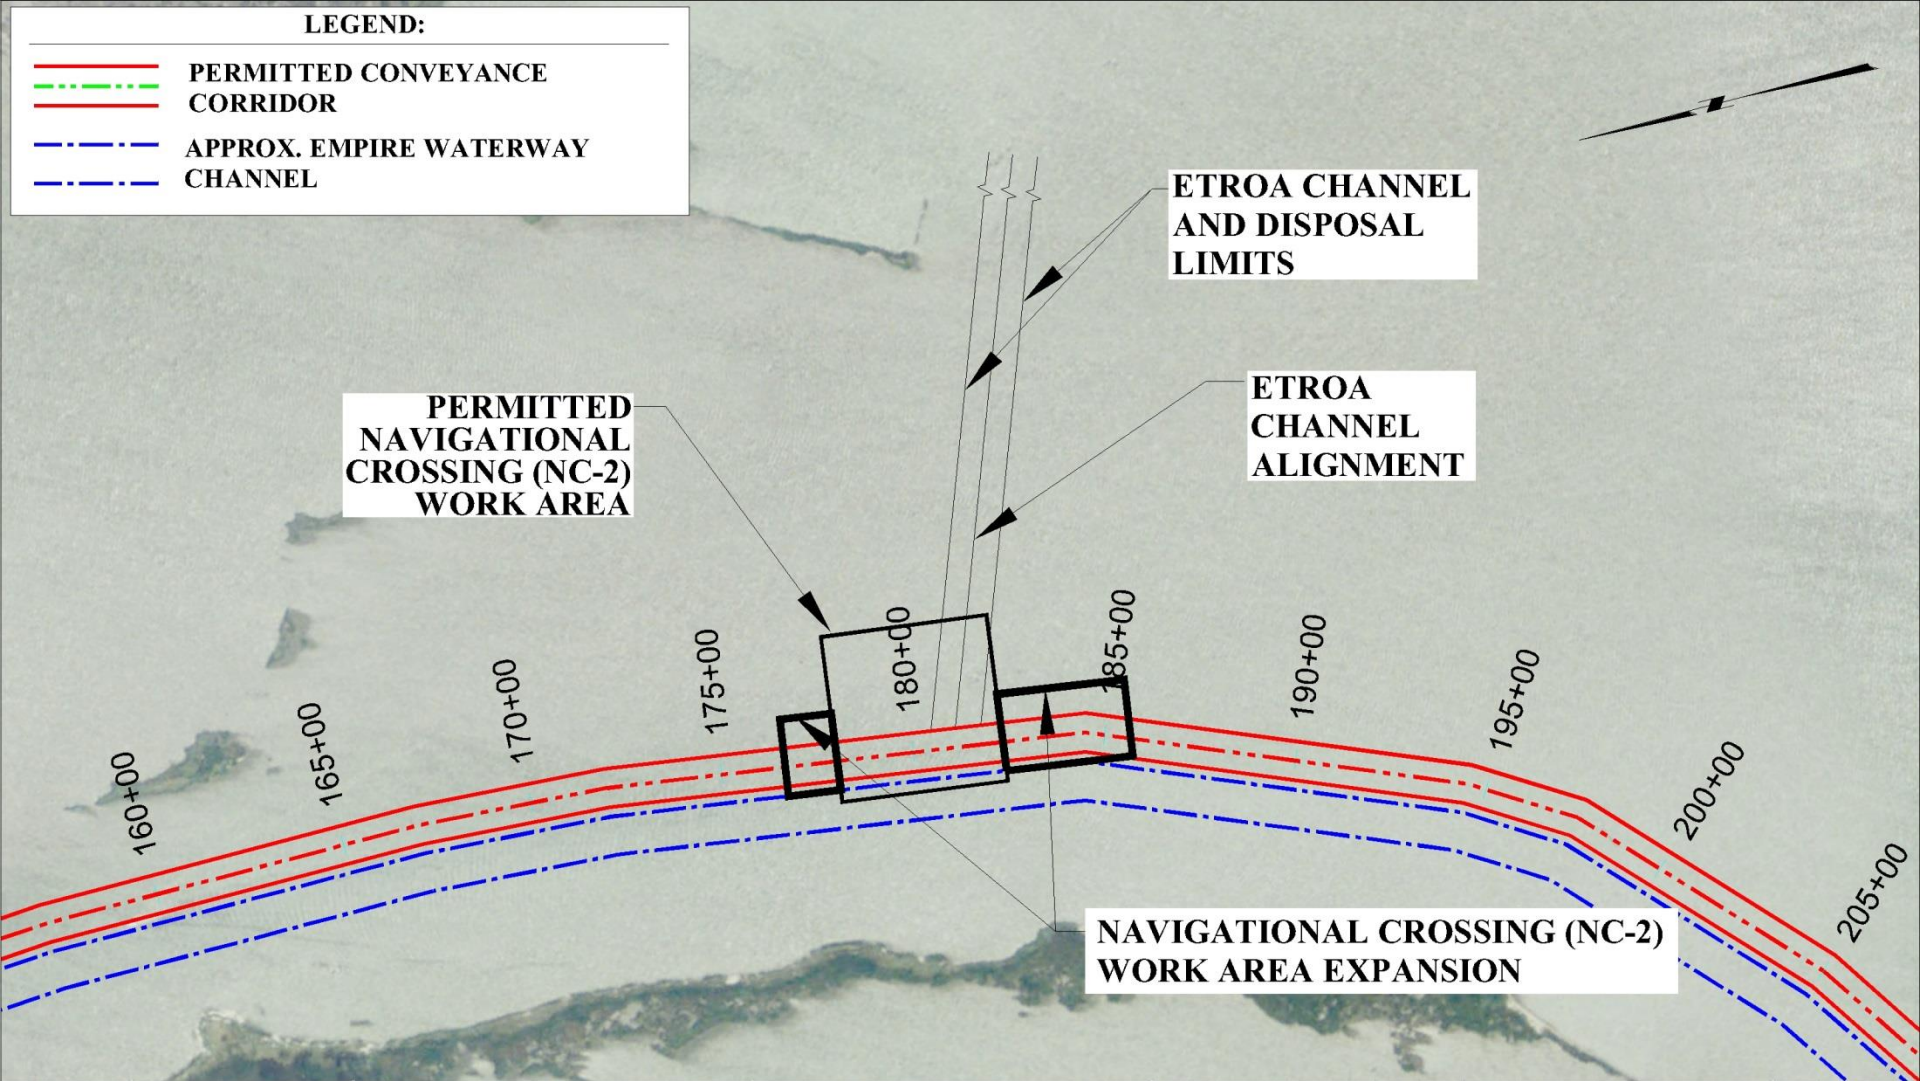 LEGEND:
PERMITTED CONVEYANCE
CORRIDOR
APPROX. EMPIRE WATERWAY
CHANNEL
ETROA CHANNEL
AND DISPOSAL
LIMITS
ETROA
CHANNEL
ALIGNMENT
PERMITTED
NAVIGATIONAL
CROSSING (NC-2)
WORK AREA
160+00
165+00
170+00
175+00
180+00
185+00
190+00
195+00
200+00
205+00
NAVIGATIONAL CROSSING (NC-2)
WORK AREA EXPANSION